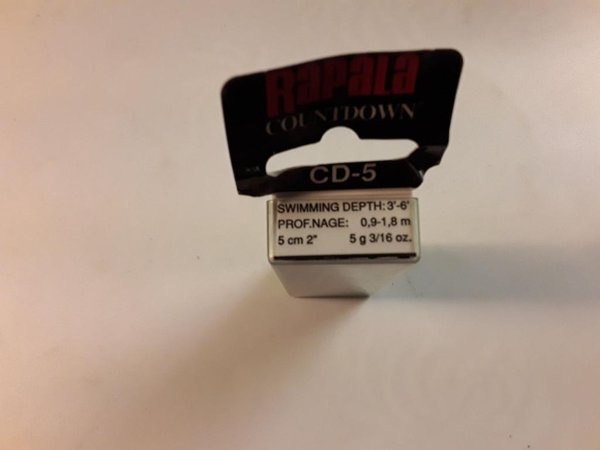 Rapala
COUNTDOWN
CD-5
SWIMMING DEPTH: 3'-6'
PROF.NAGE: 0,9-1,8 m
5 cm 2" 5 g 3/16 oz.